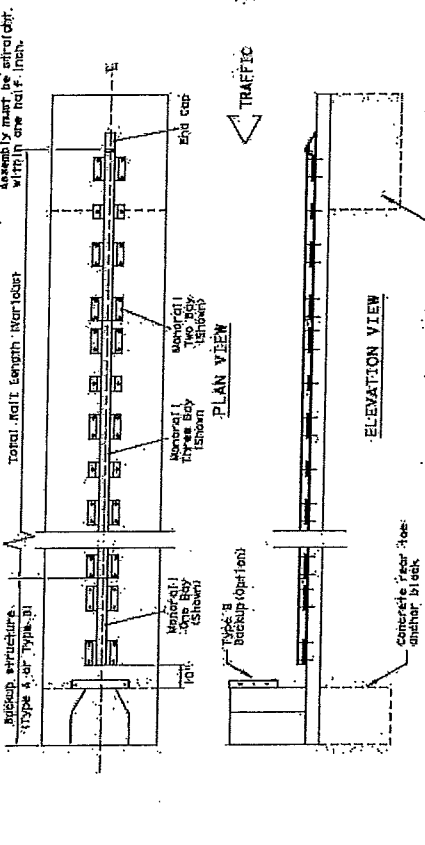 Assembly must be straight.
within one half inch.
Total Rail Length (Various)
Backup structure
(Type A or Type B)
End Cap
TRAFFIC
Monorail
Two Bay
(Shown)
Monorail
Three Bay
(Shown
Monorail
One Bay
(Shown)
PLAN VIEW
Type B
Backup (option)
ELEVATION VIEW
Concrete rear toe
anchor block